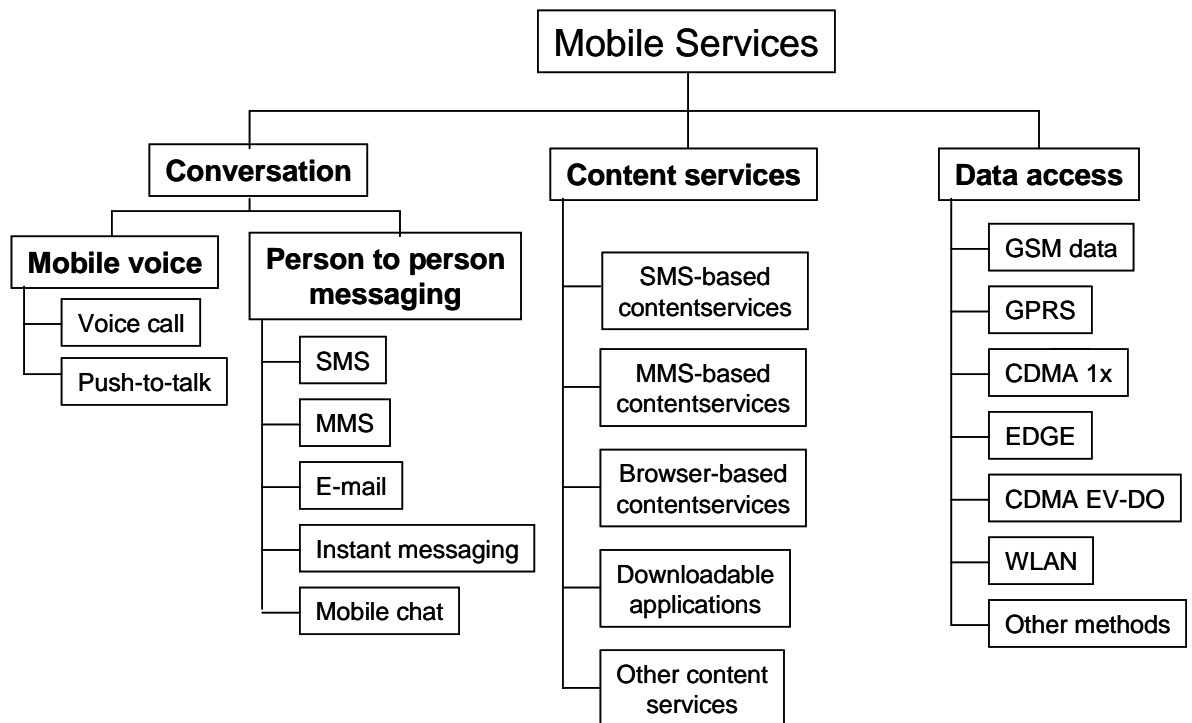 Mobile Services
Conversation
Mobile voice
Voice call
Push-to-talk
Person to person
messaging
SMS
MMS
E-mail
Instant messaging
Mobile chat
Content services
SMS-based
contentservices
MMS-based
contentservices
Browser-based
contentservices
Downloadable
applications
Other content
services
Data access
GSM data
GPRS
CDMA 1x
EDGE
CDMA EV-DO
WLAN
Other methods